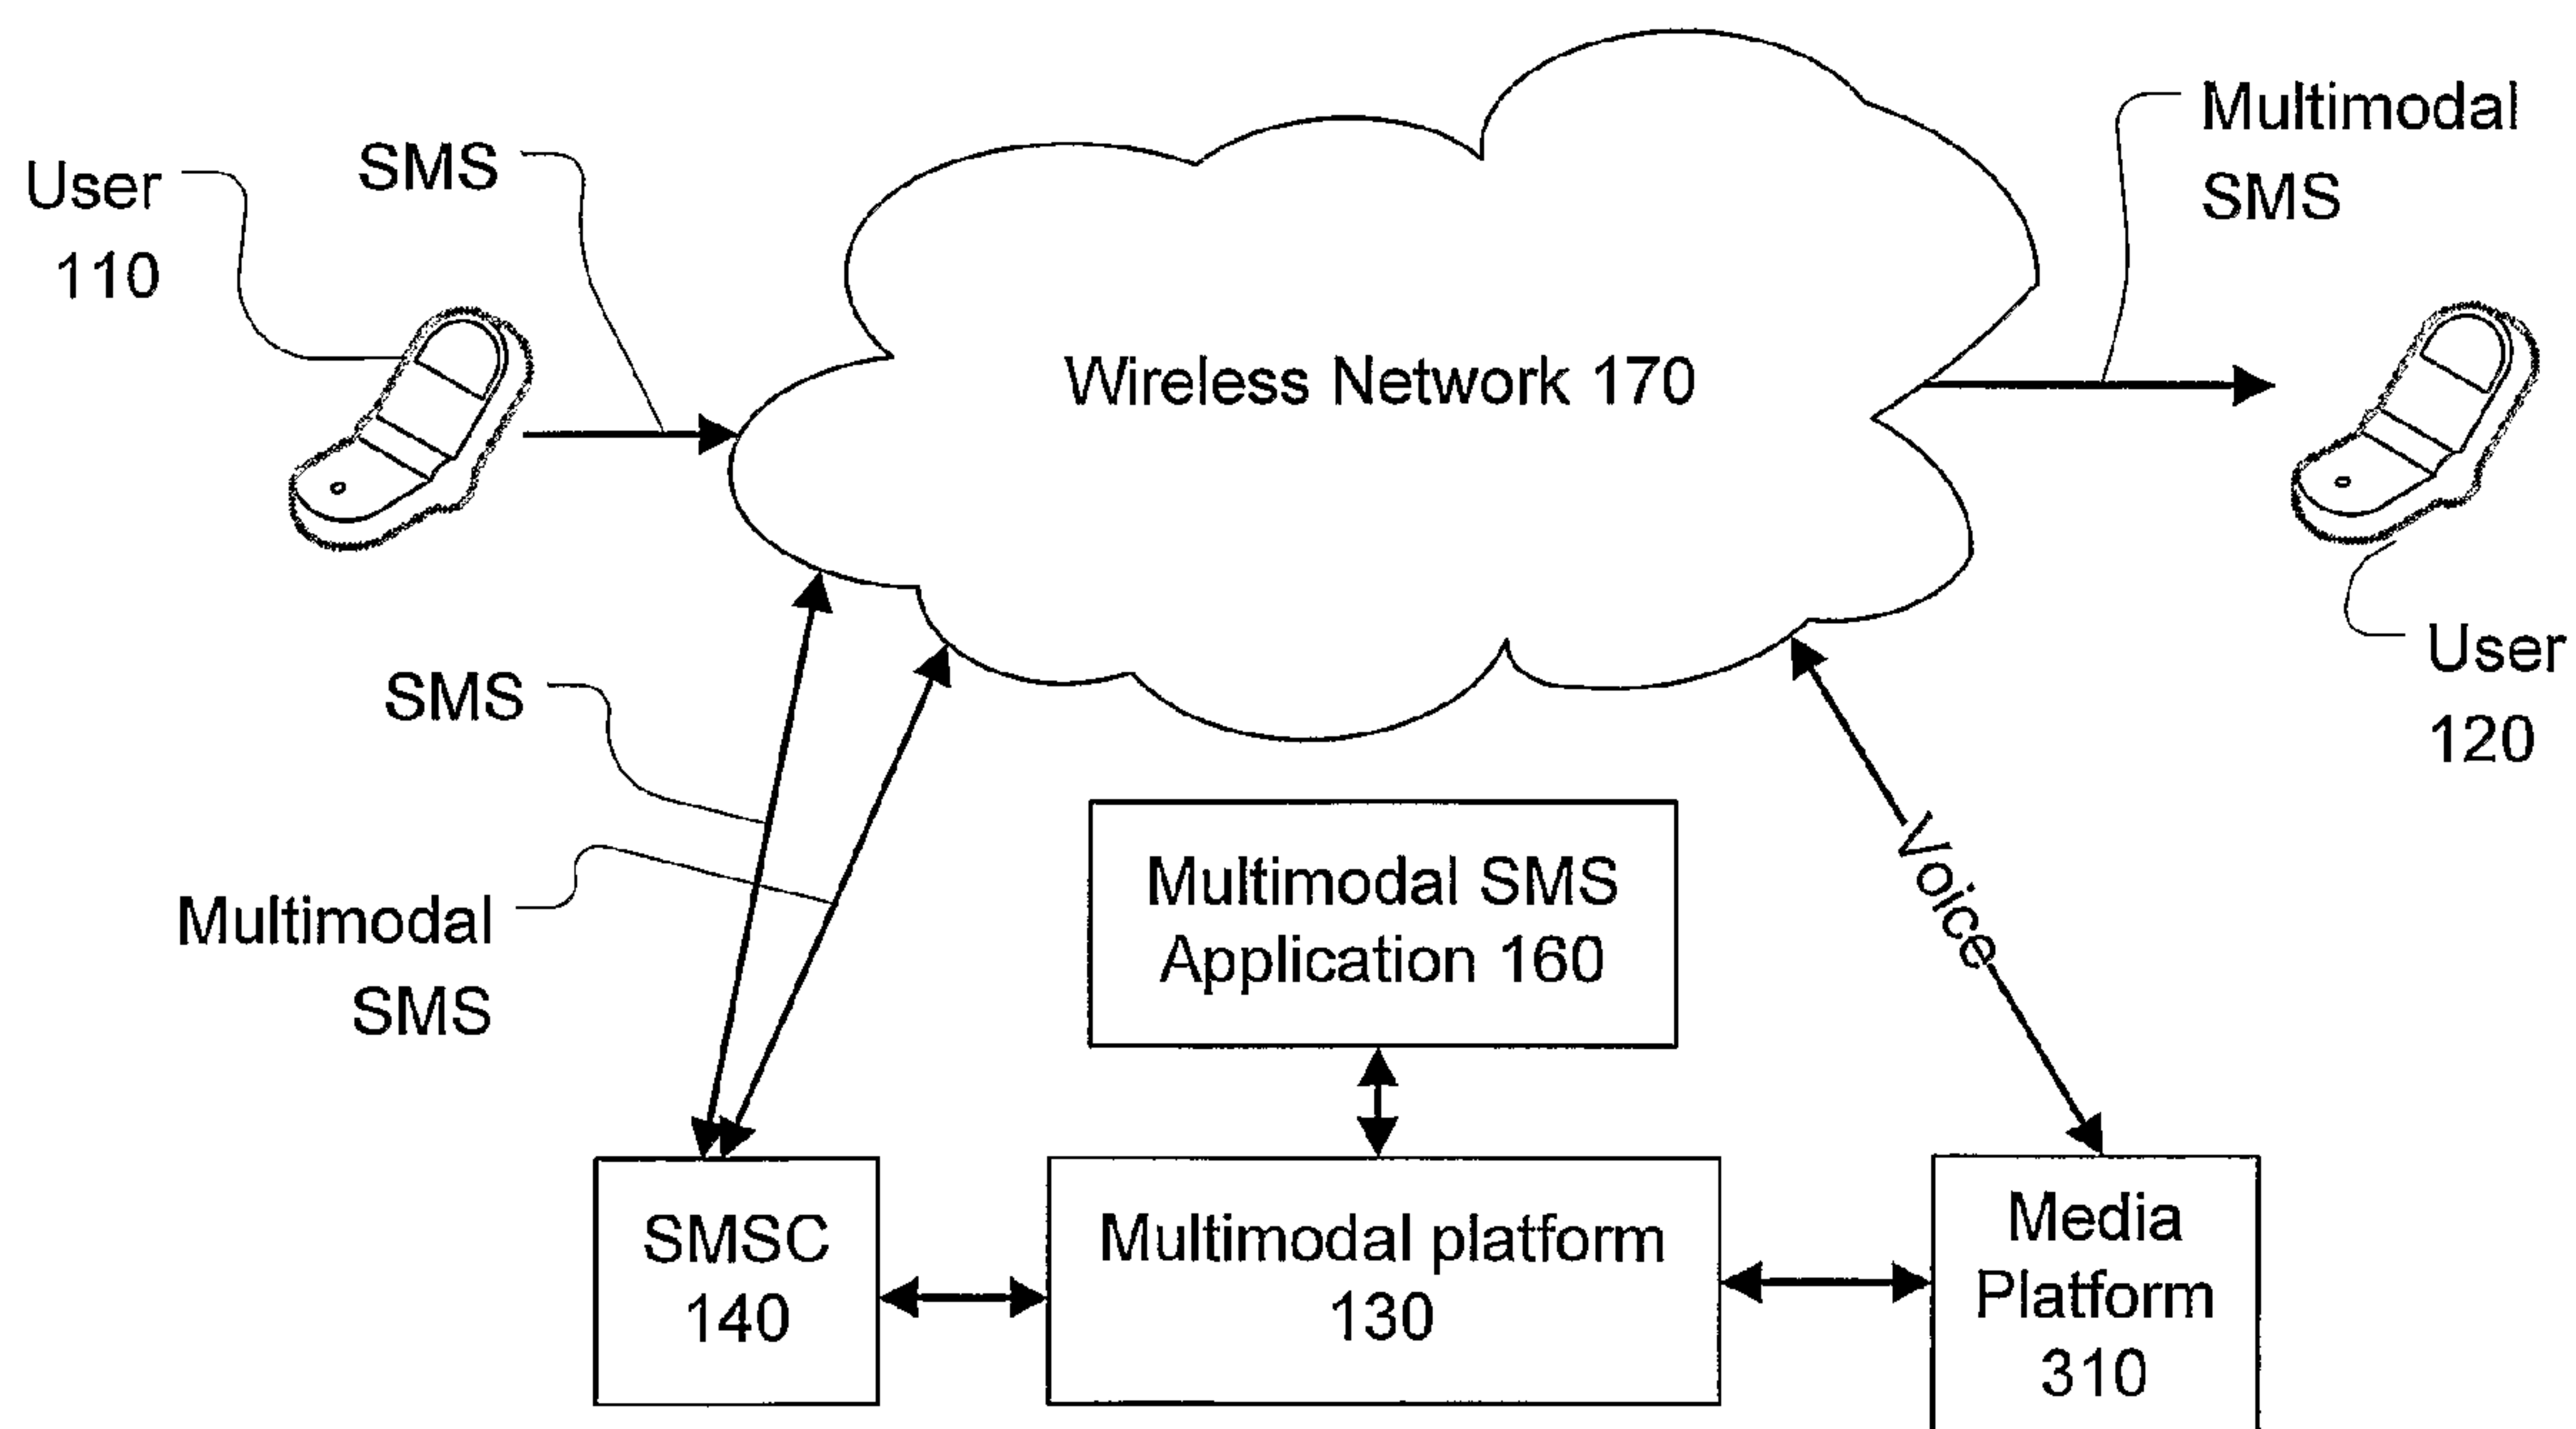 User
110
SMS
Multimodal
SMS
Wireless Network 170
User
120
SMS
Multimodal
SMS
Multimodal SMS
Application 160
Voice
SMSC
140
Multimodal platform
130
Media
Platform
310